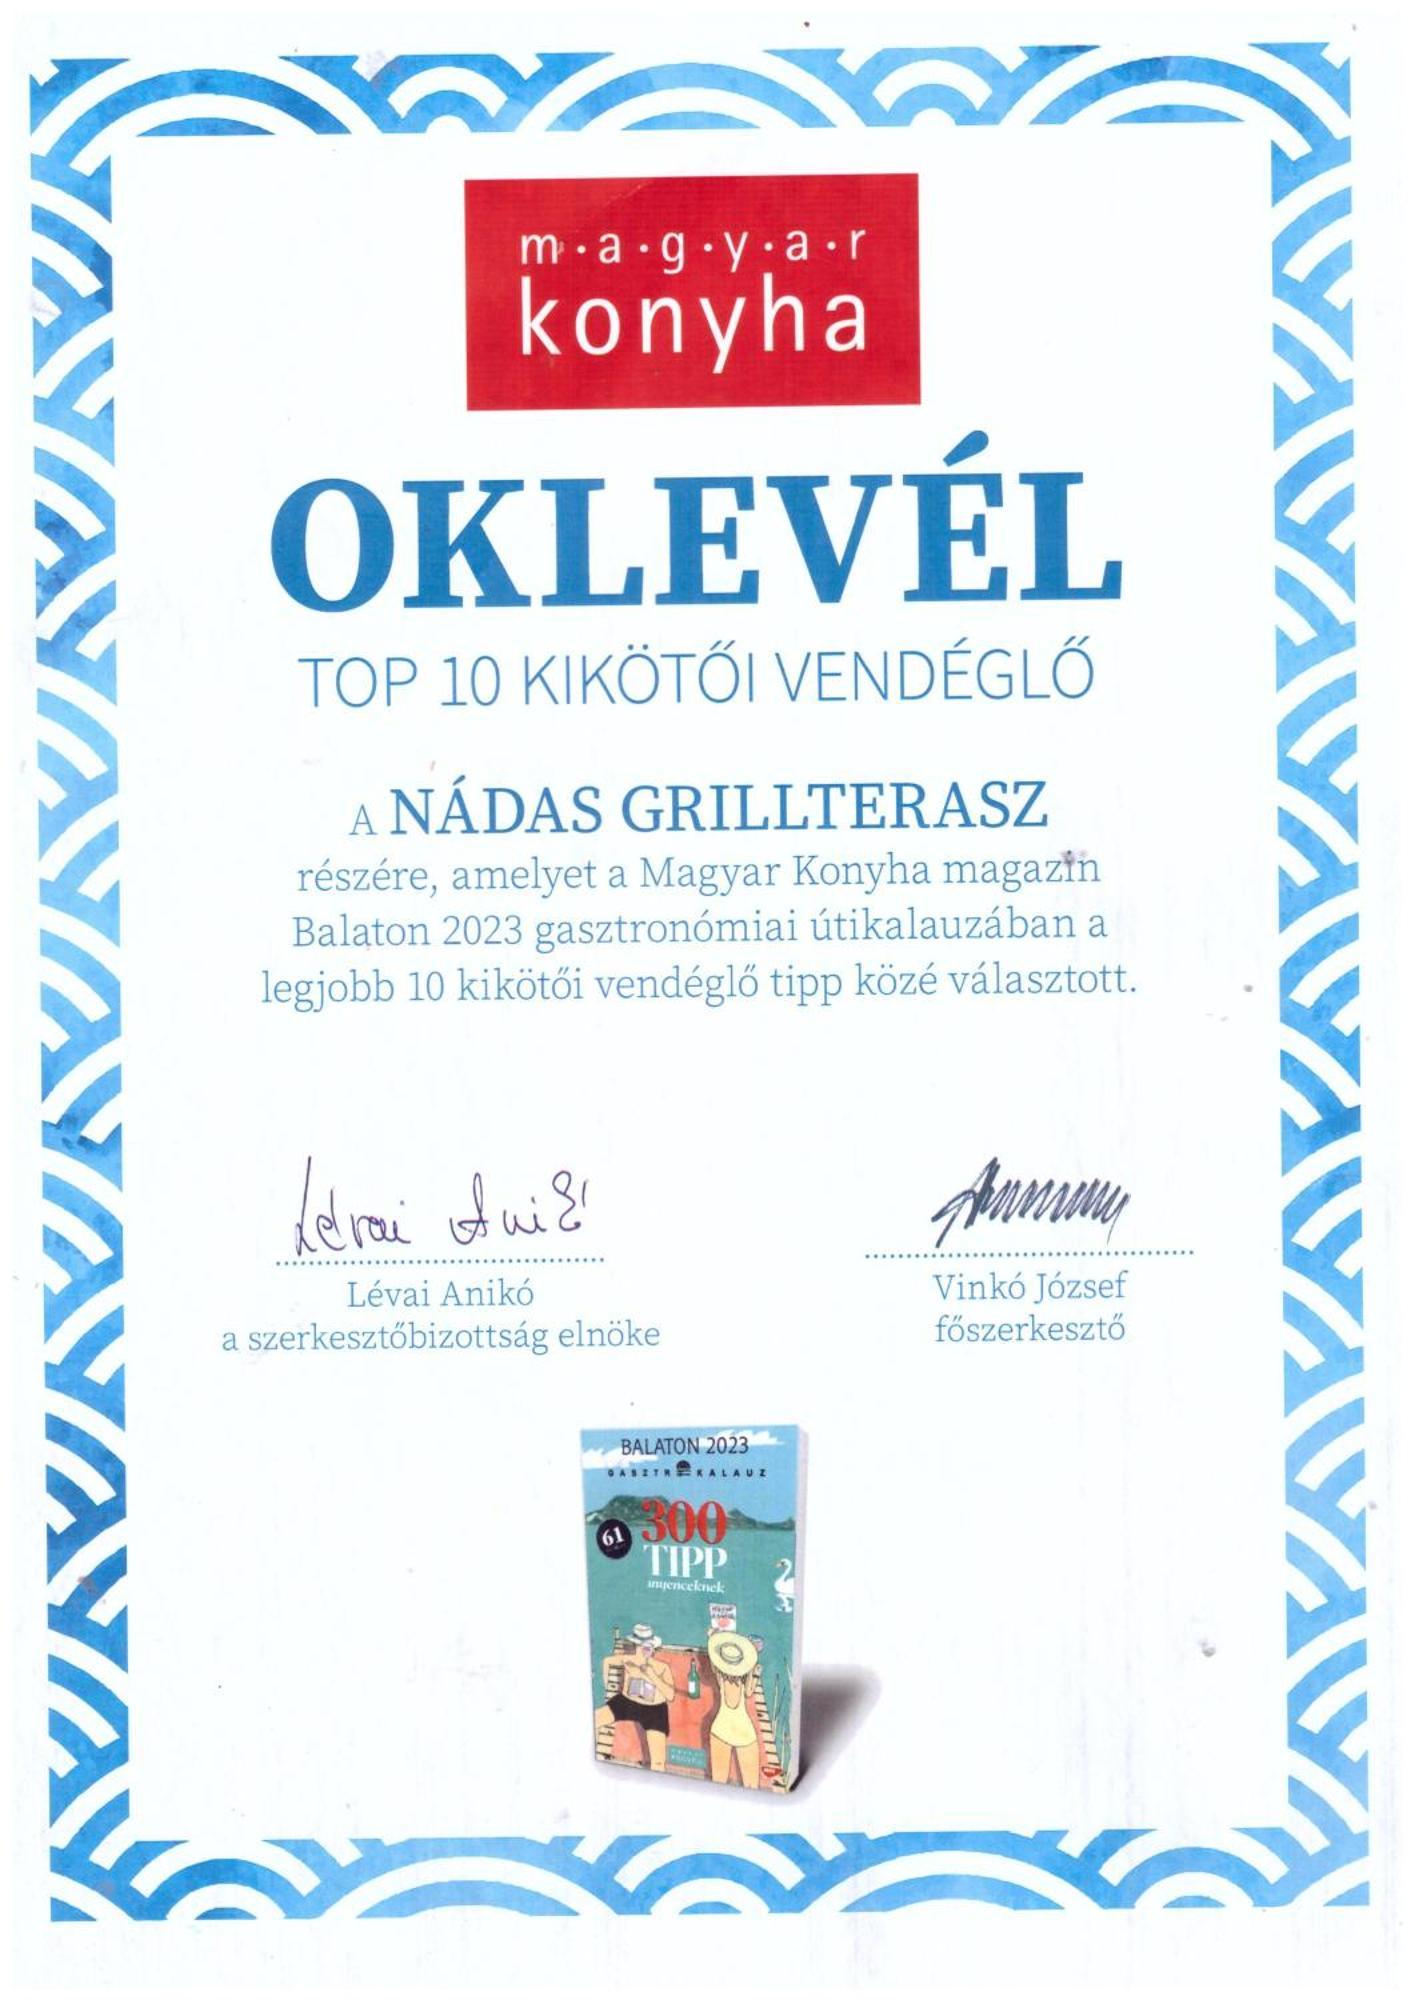 m·a·g·y·a·r
konyha
OKLEVÉL
TOP 10 KIKÖTŐI VENDÉGLŐ
A NÁDAS GRILLTERASZ
részére, amelyet a Magyar Konyha magazin
Balaton 2023 gasztronómiai útikalauzában a
legjobb 10 kikötői vendéglő tipp közé választott.
Lévai Anikó
Lévai Anikó
a szerkesztőbizottság elnöke
Vinkó József
főszerkesztő
BALATON 2023
GASZTR KALAUZ
61
300
TIPP
ínyenceknek